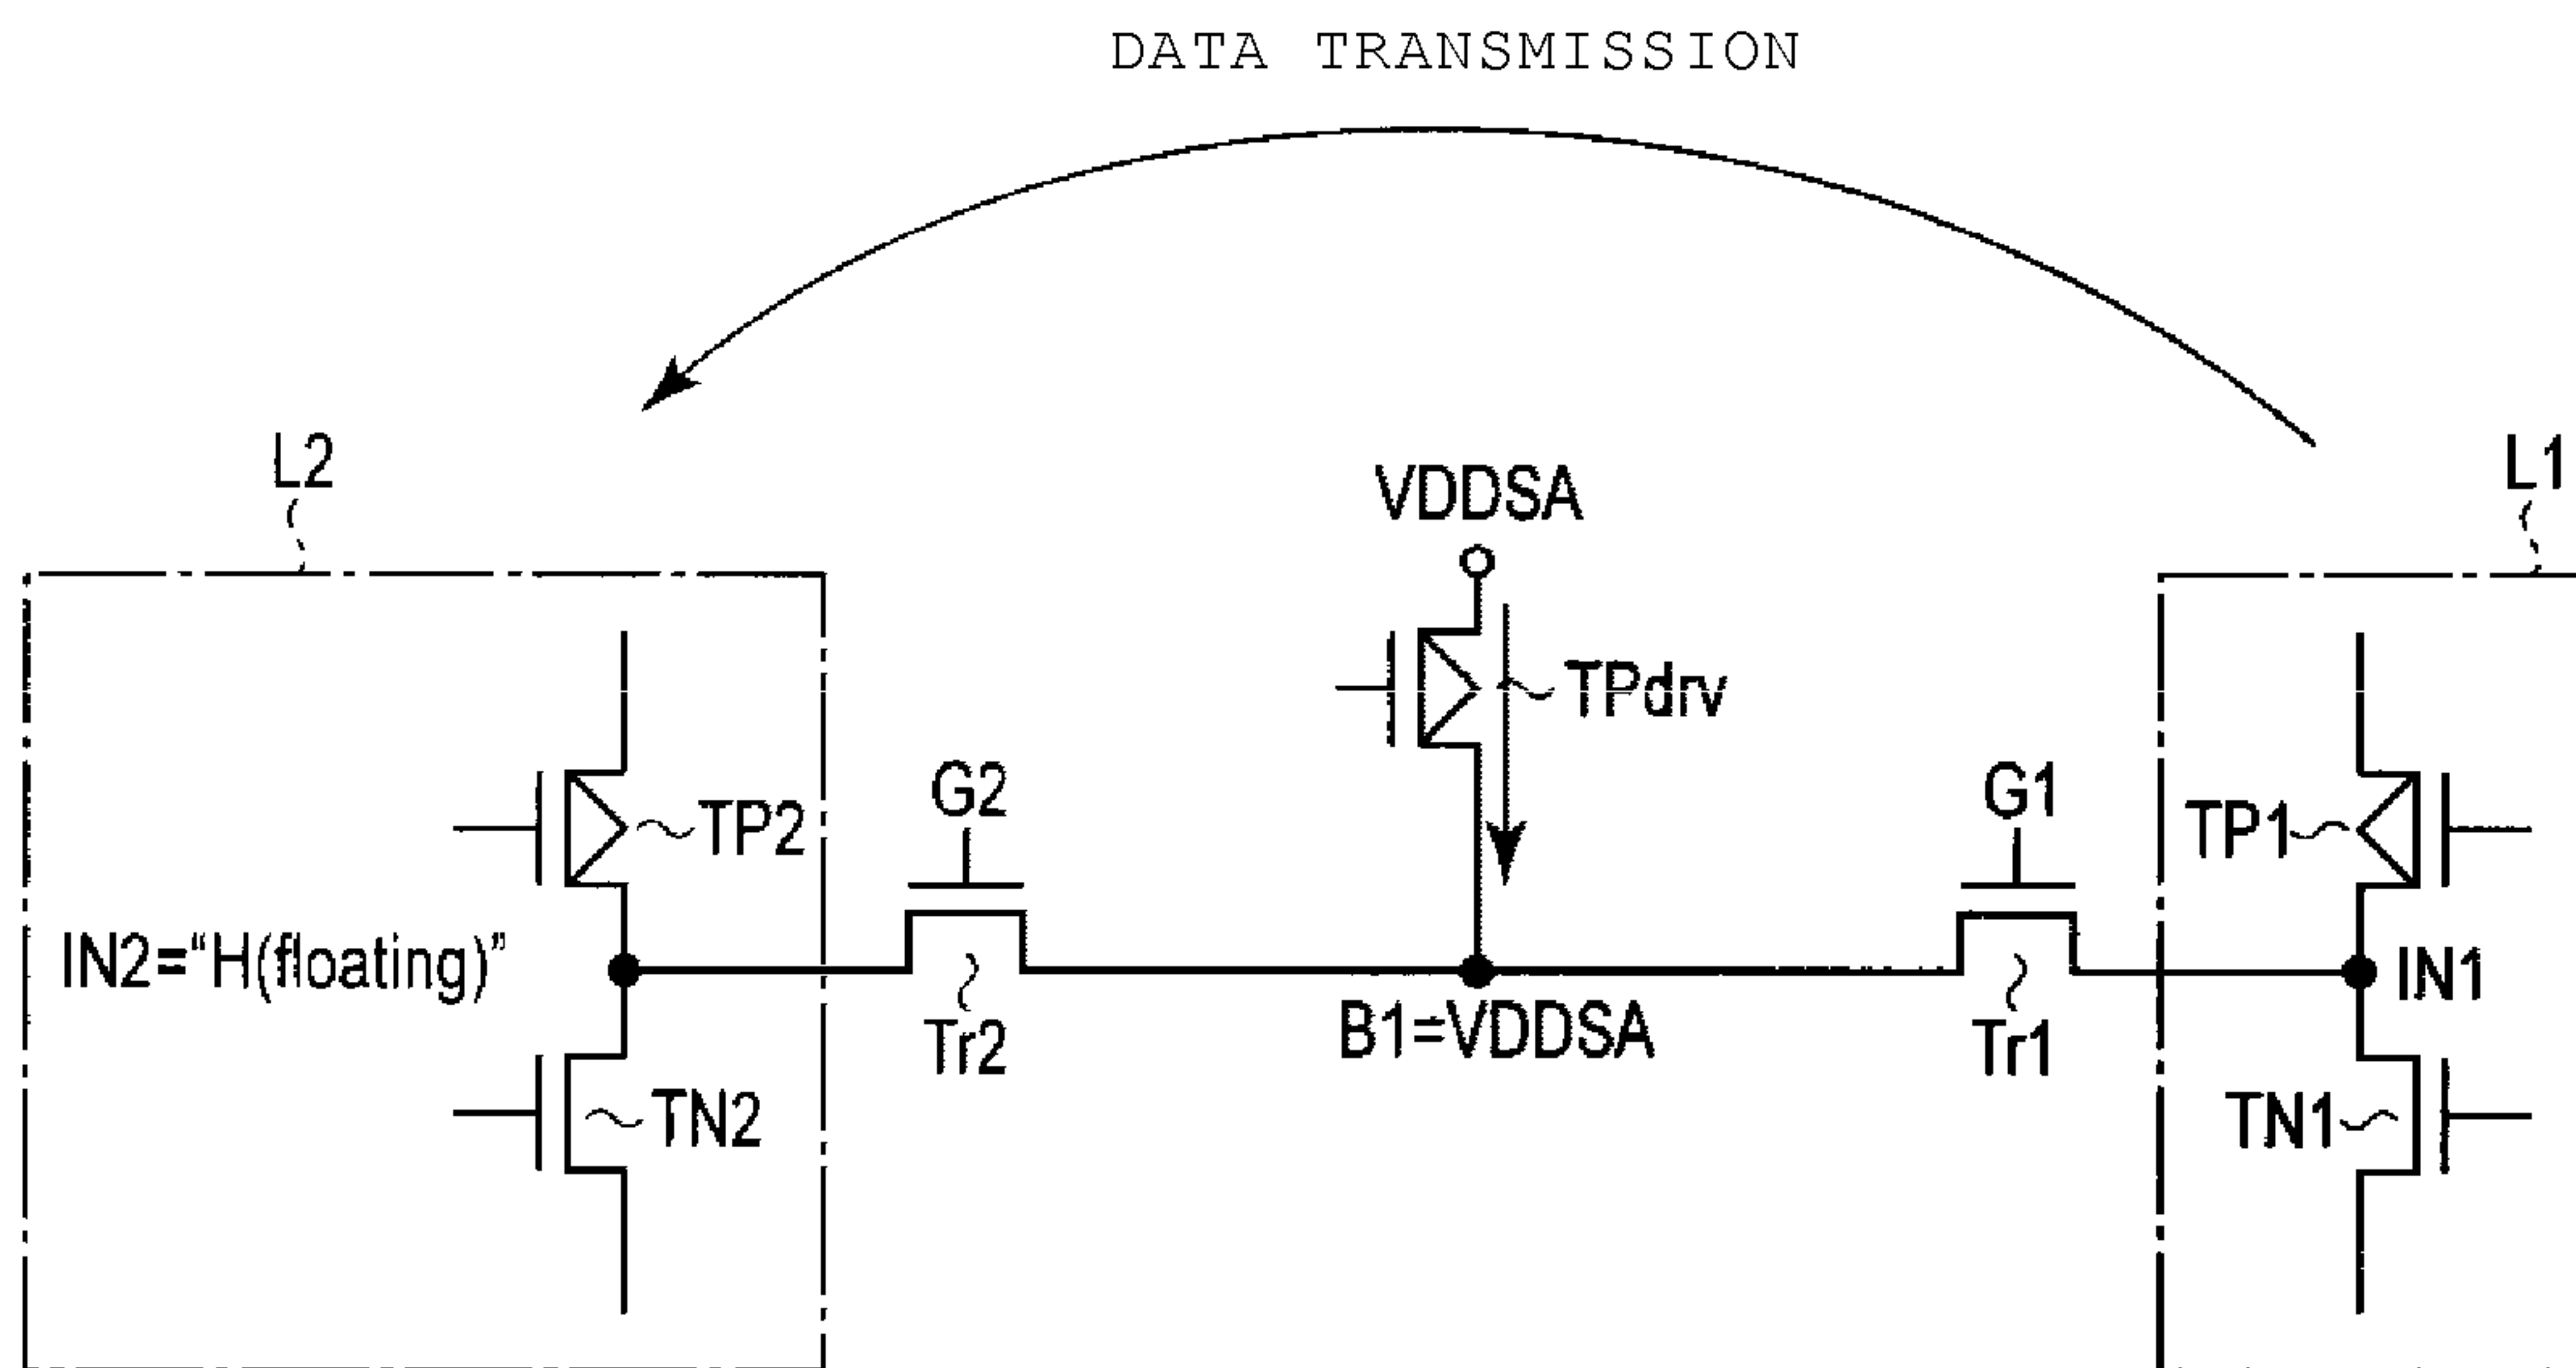 DATA TRANSMISSION
L2
L1
VDDSA
TPdrv
G2
G1
TP2
TP1
IN2=“H(floating)”
IN1
B1=VDDSA
Tr2
Tr1
TN2
TN1